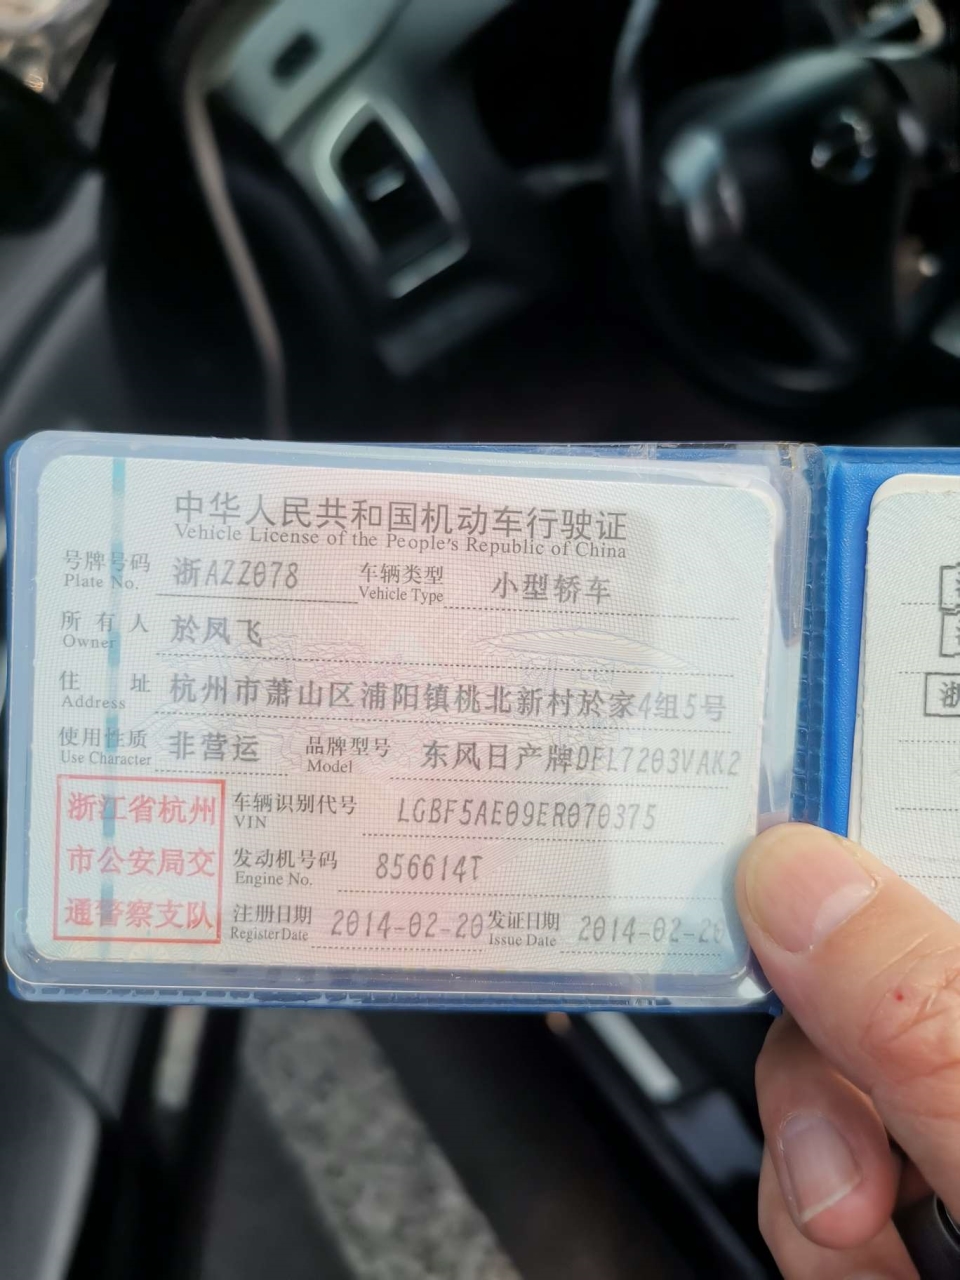 中华人民共和国机动车行驶证
Vehicle License of the People's Republic of China
号牌号码 浙AZZ078 车辆类型 小型轿车
Plate No. Vehicle Type
所有人 於凤飞
Owner
住址 杭州市萧山区浦阳镇桃北新村於家4组5号
Address
使用性质 非营运 品牌型号 东风日产牌DFL7203VAK2
Use Character Model
浙江省杭州
市公安局交
通警察支队
车辆识别代号 LGBF5AE09ER070375
VIN
发动机号码 856614T
Engine No.
注册日期 2014-02-20 发证日期 2014-02-20
Register Date Issue Date
浙